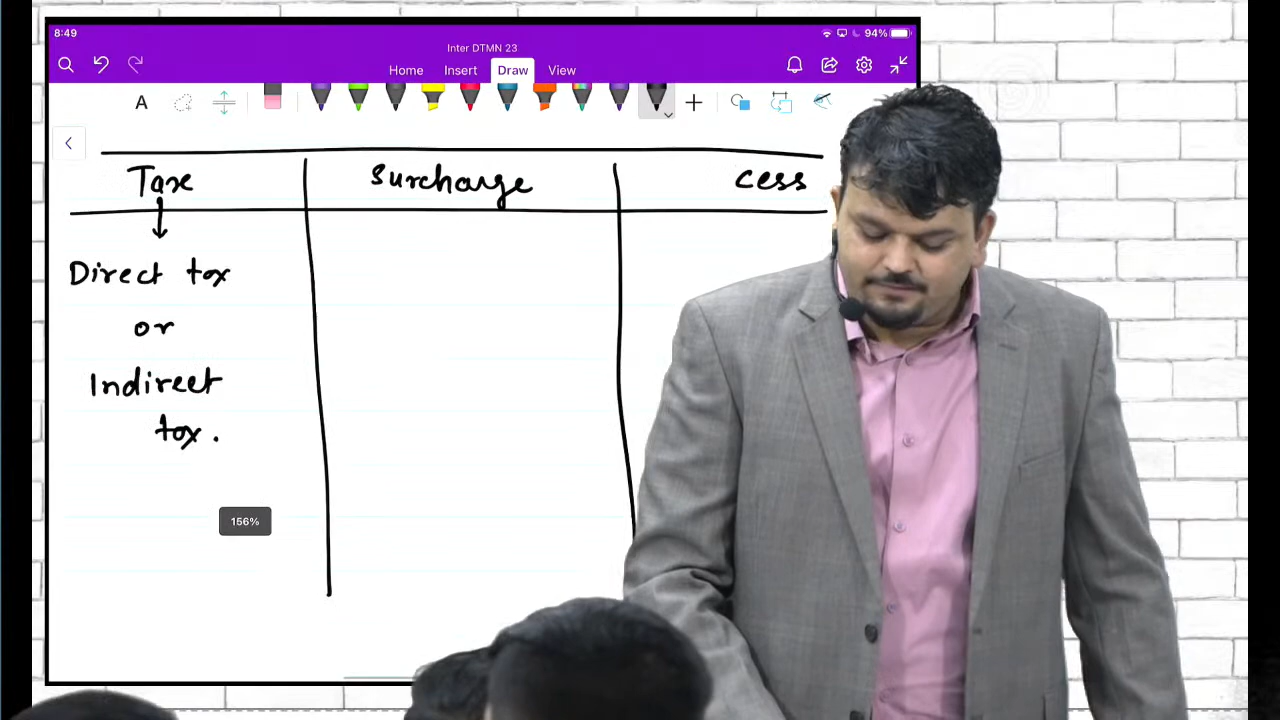 8:49
94%
Inter DTMN 23
Home Insert Draw View
A
Tax Surcharge cess
Direct tax
or
Indirect
tax.
156%